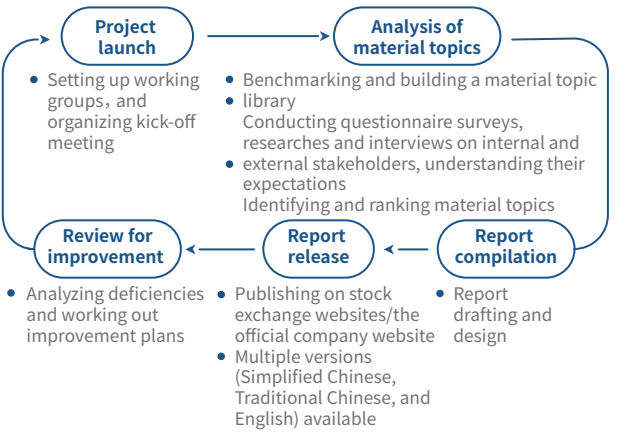 Project
launch
Analysis of
material topics
• Setting up working
groups, and
organizing kick-off
meeting
• Benchmarking and building a material topic
• library
Conducting questionnaire surveys,
researches and interviews on internal and
• external stakeholders, understanding their
expectations
Identifying and ranking material topics
Review for
improvement
Report
release
Report
compilation
• Analyzing deficiencies
and working out
improvement plans
• Publishing on stock
exchange websites/the
official company website
• Multiple versions
(Simplified Chinese,
Traditional Chinese, and
English) available
• Report
drafting and
design